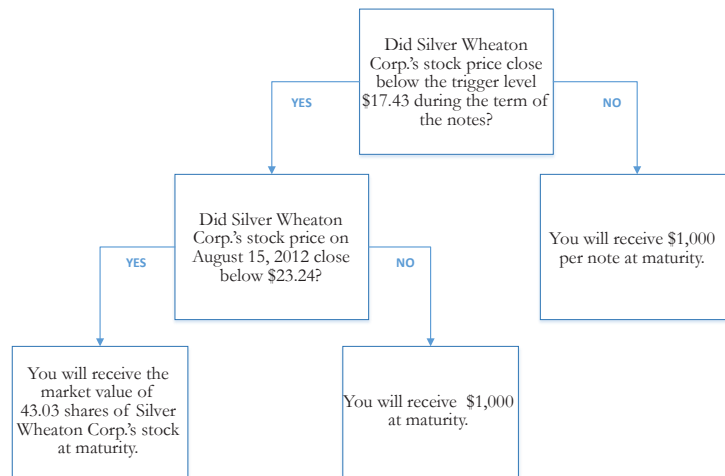 Did Silver Wheaton
Corp.'s stock price close
below the trigger level
$17.43 during the term of
the notes?
YES
NO
Did Silver Wheaton
Corp.'s stock price on
August 15, 2012 close
below $23.24?
You will receive $1,000
per note at maturity.
YES
NO
You will receive the
market value of
43.03 shares of Silver
Wheaton Corp.'s stock
at maturity.
You will receive $1,000
at maturity.